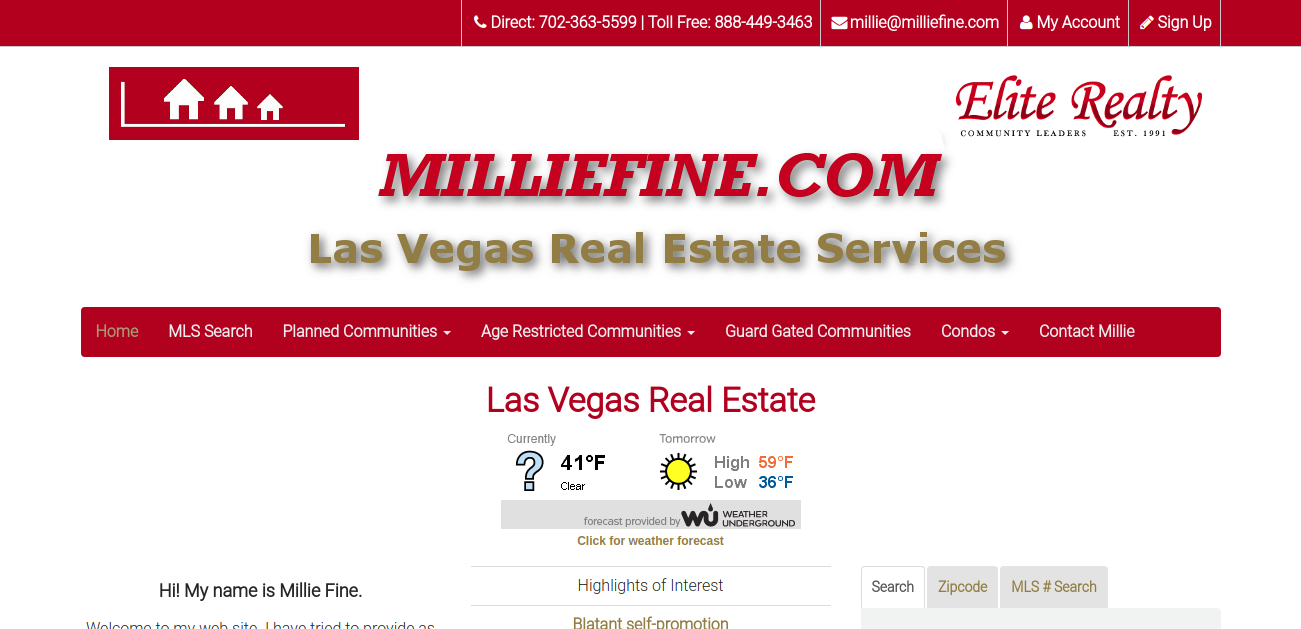 Direct: 702-363-5599 | Toll Free: 888-449-3463 millie@milliefine.com My Account Sign Up
Elite Realty
COMMUNITY LEADERS EST. 1991
MILLIEFINE.COM
Las Vegas Real Estate Services
Home MLS Search Planned Communities Age Restricted Communities Guard Gated Communities Condos Contact Millie
Las Vegas Real Estate
Currently Tomorrow
41°F High 59°F
Clear Low 36°F
forecast provided by WU WEATHER UNDERGROUND
Click for weather forecast
Hi! My name is Millie Fine.
Welcome to my web site. I have tried to provide as
Highlights of Interest
Blatant self-promotion
Search Zipcode MLS # Search